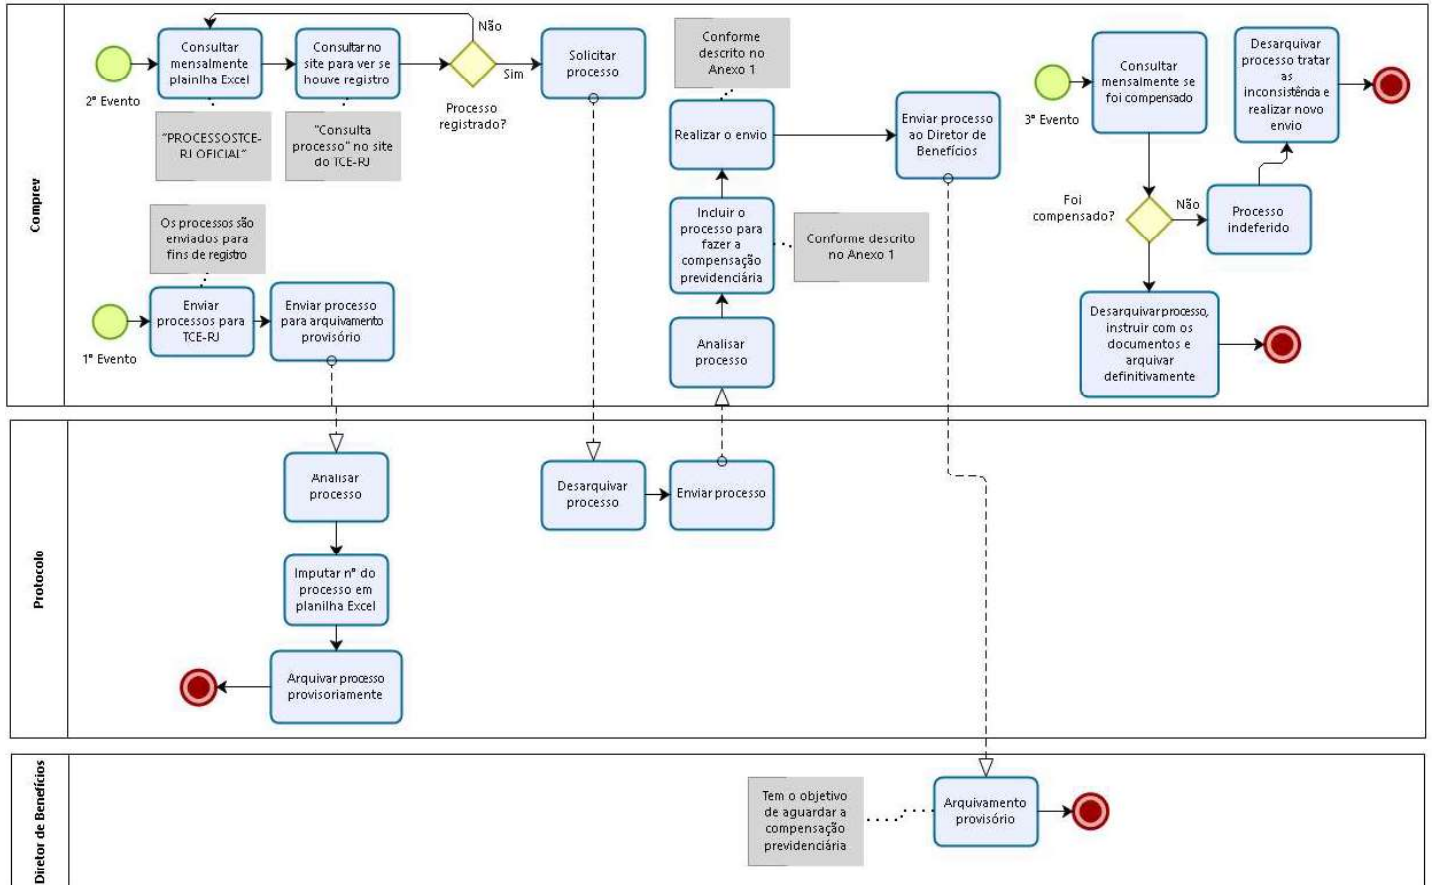 Comprev
2º Evento
Consultar
mensalmente
plainlha Excel
"PROCESSOSTCE-
RJ OFICIAL"
Consultar no
site para ver se
houve registro
"Consulta
processo" no site
do TCE-RJ
Não
Sim
Processo
registrado?
Solicitar
processo
Os processos são
enviados para
fins de registro
1º Evento
Enviar
processos para
TCE-RJ
Enviar processo
para arquivamento
provisório
Conforme
descrito no
Anexo 1
Realizar o envio
Incluir o
processo para
fazer a
compensação
previdenciária
Conforme descrito
no Anexo 1
Analisar
processo
Enviar processo
ao Diretor de
Benefícios
3º Evento
Consultar
mensalmente se
foi compensado
Foi
compensado?
Não
Processo
indeferido
Desarquivar
processo tratar
as
inconsistência e
realizar novo
envio
Desarquivar processo,
instruir com os
documentos e
arquivar
definitivamente
Protocolo
Analisar
processo
Imputar nº do
processo em
planilha Excel
Arquivar processo
provisoriamente
Desarquivar
processo
Enviar processo
Diretor de Benefícios
Tem o objetivo
de aguardar a
compensação
previdenciária
Arquivamento
provisório